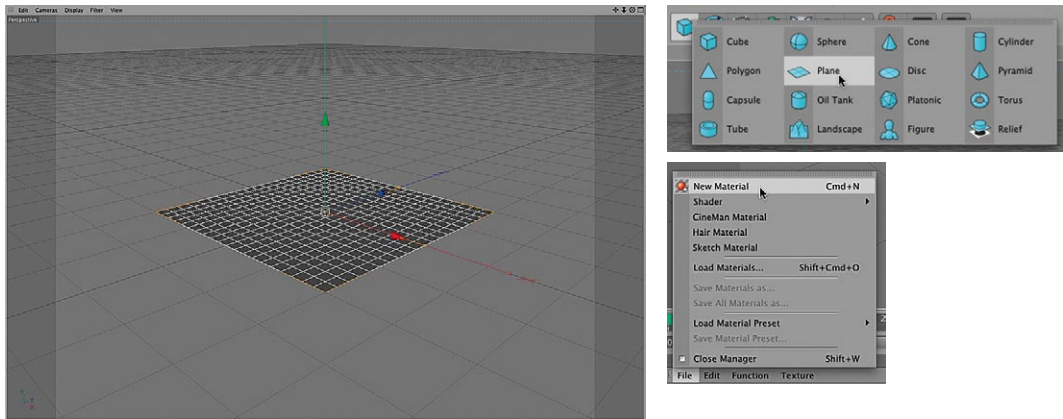 Edit Cameras Display Filter View
Perspective
Cube Sphere Cone Cylinder
Polygon Plane Disc Pyramid
Capsule Oil Tank Platonic Torus
Tube Landscape Figure Relief
New Material Cmd+N
Shader
CineMan Material
Hair Material
Sketch Material
Load Materials... Shift+Cmd+O
Save Materials as...
Save All Materials as...
Load Material Preset
Save Material Preset...
Close Manager Shift+W
File Edit Function Texture